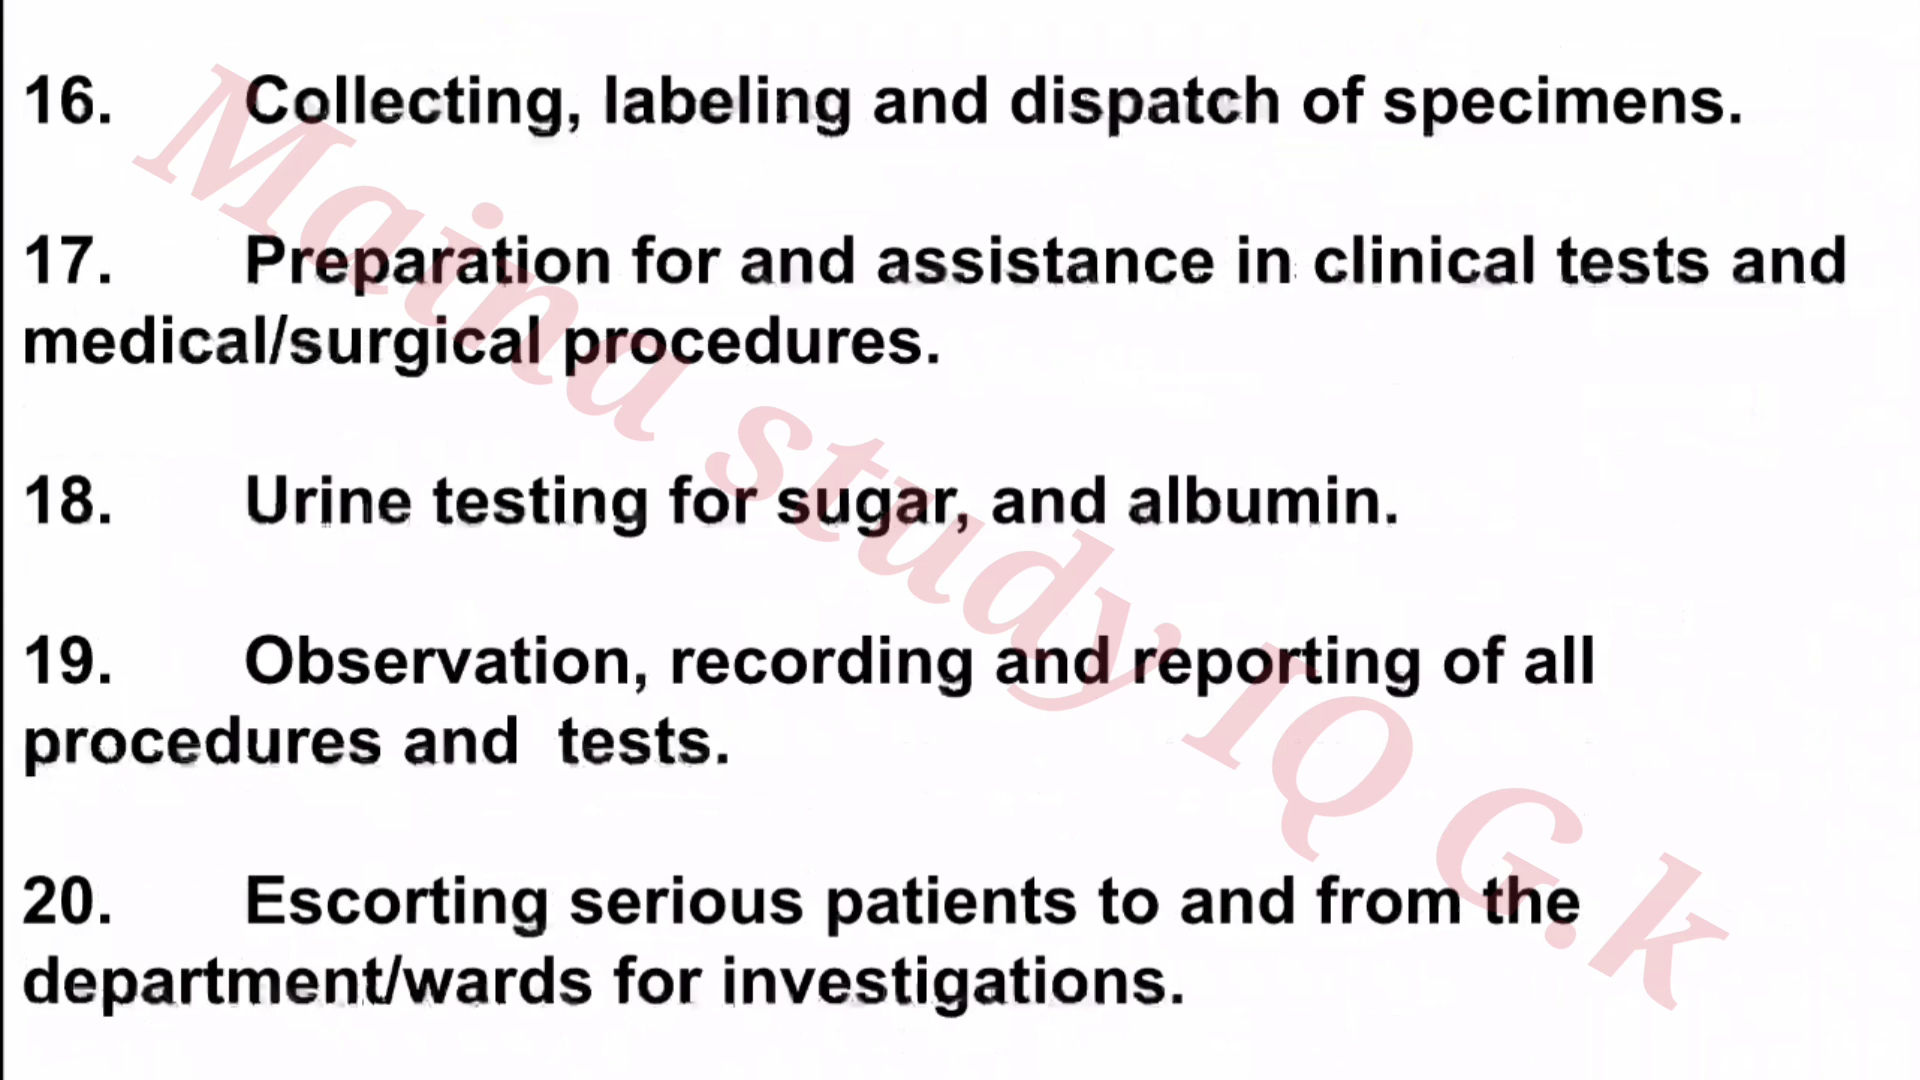 16. Collecting, labeling and dispatch of specimens.
17. Preparation for and assistance in clinical tests and
medical/surgical procedures.
18. Urine testing for sugar, and albumin.
19. Observation, recording and reporting of all
procedures and tests.
20. Escorting serious patients to and from the
department/wards for investigations.
Maina study IQ G.k